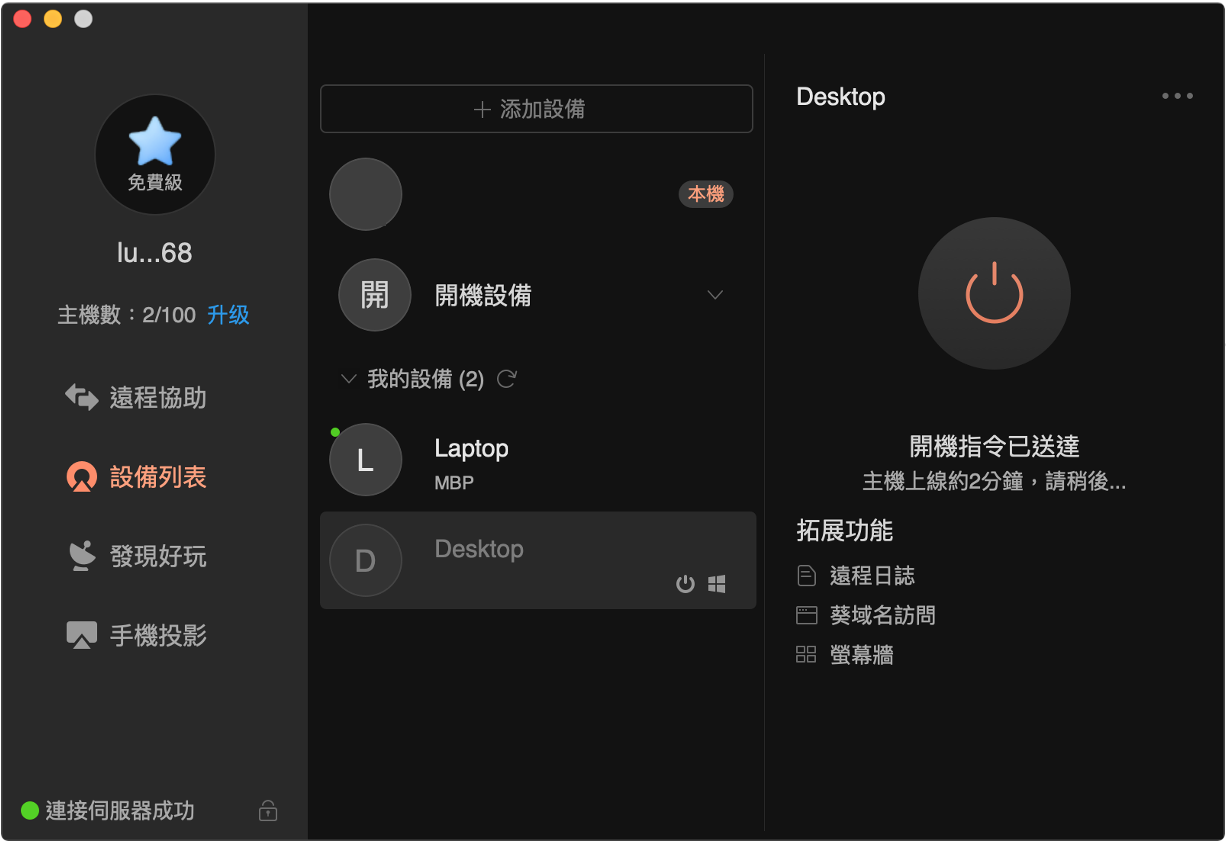 免費級
lu...68
主機數：2/100 升级
遠程協助
設備列表
發現好玩
手機投影
連接伺服器成功
添加設備
本機
開
開機設備
我的設備 (2)
L
Laptop
MBP
D
Desktop
Desktop
開機指令已送達
主機上線約2分鐘，請稍後...
拓展功能
遠程日誌
葵域名訪問
螢幕牆